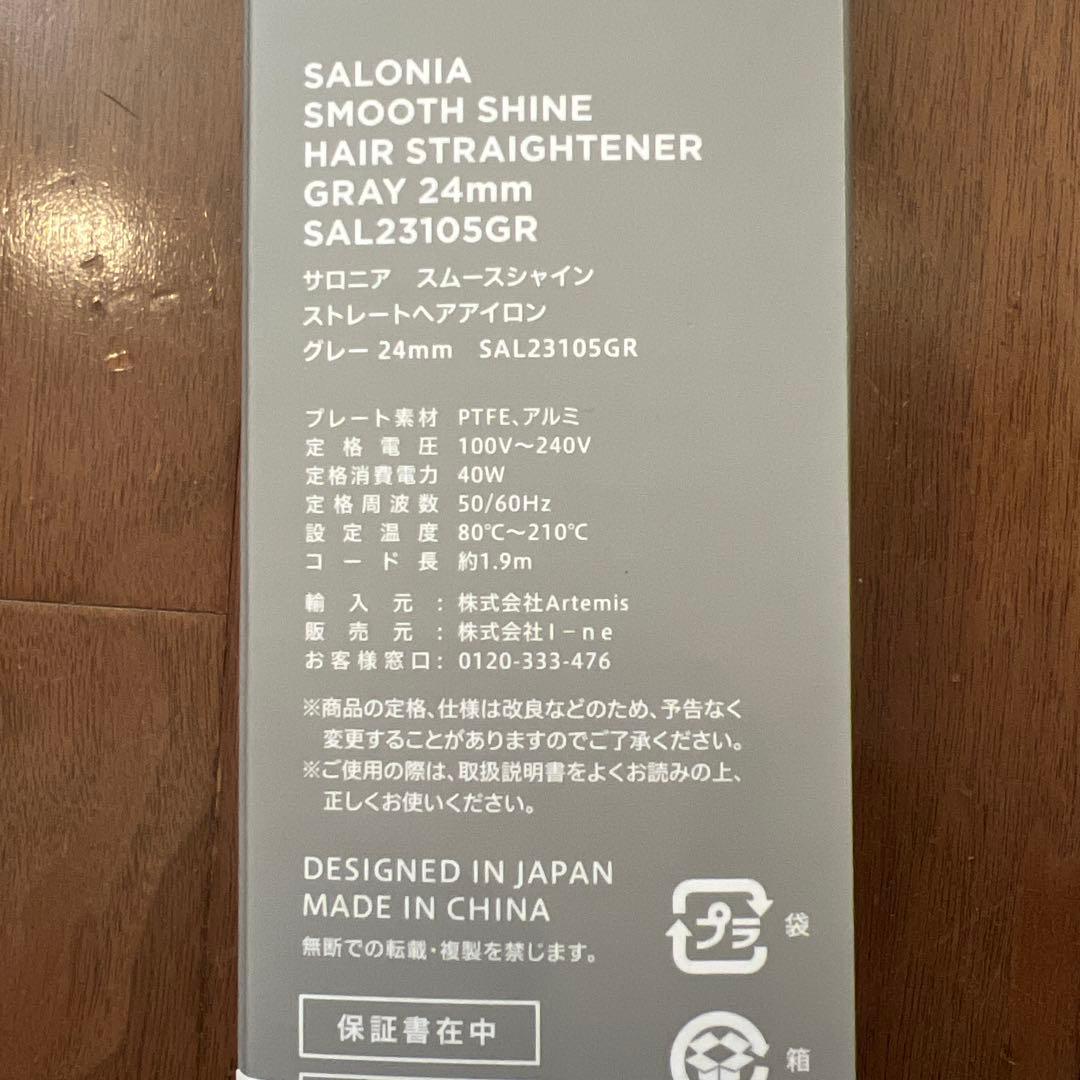 SALONIA
SMOOTH SHINE
HAIR STRAIGHTENER
GRAY 24mm
SAL23105GR
サロニア　スムースシャイン
ストレートヘアアイロン
グレー 24mm　SAL23105GR
プレート素材 PTFE、アルミ
定格電圧 100V～240V
定格消費電力 40W
定格周波数 50/60Hz
設定温度 80℃～210℃
コード長 約1.9m
輸入元：株式会社Artemis
販売元：株式会社I－ne
お客様窓口：0120-333-476
※商品の定格、仕様は改良などのため、予告なく
変更することがありますのでご了承ください。
※ご使用の際は、取扱説明書をよくお読みの上、
正しくお使いください。
DESIGNED IN JAPAN
MADE IN CHINA
無断での転載・複製を禁じます。
プラ 袋
保証書在中
箱